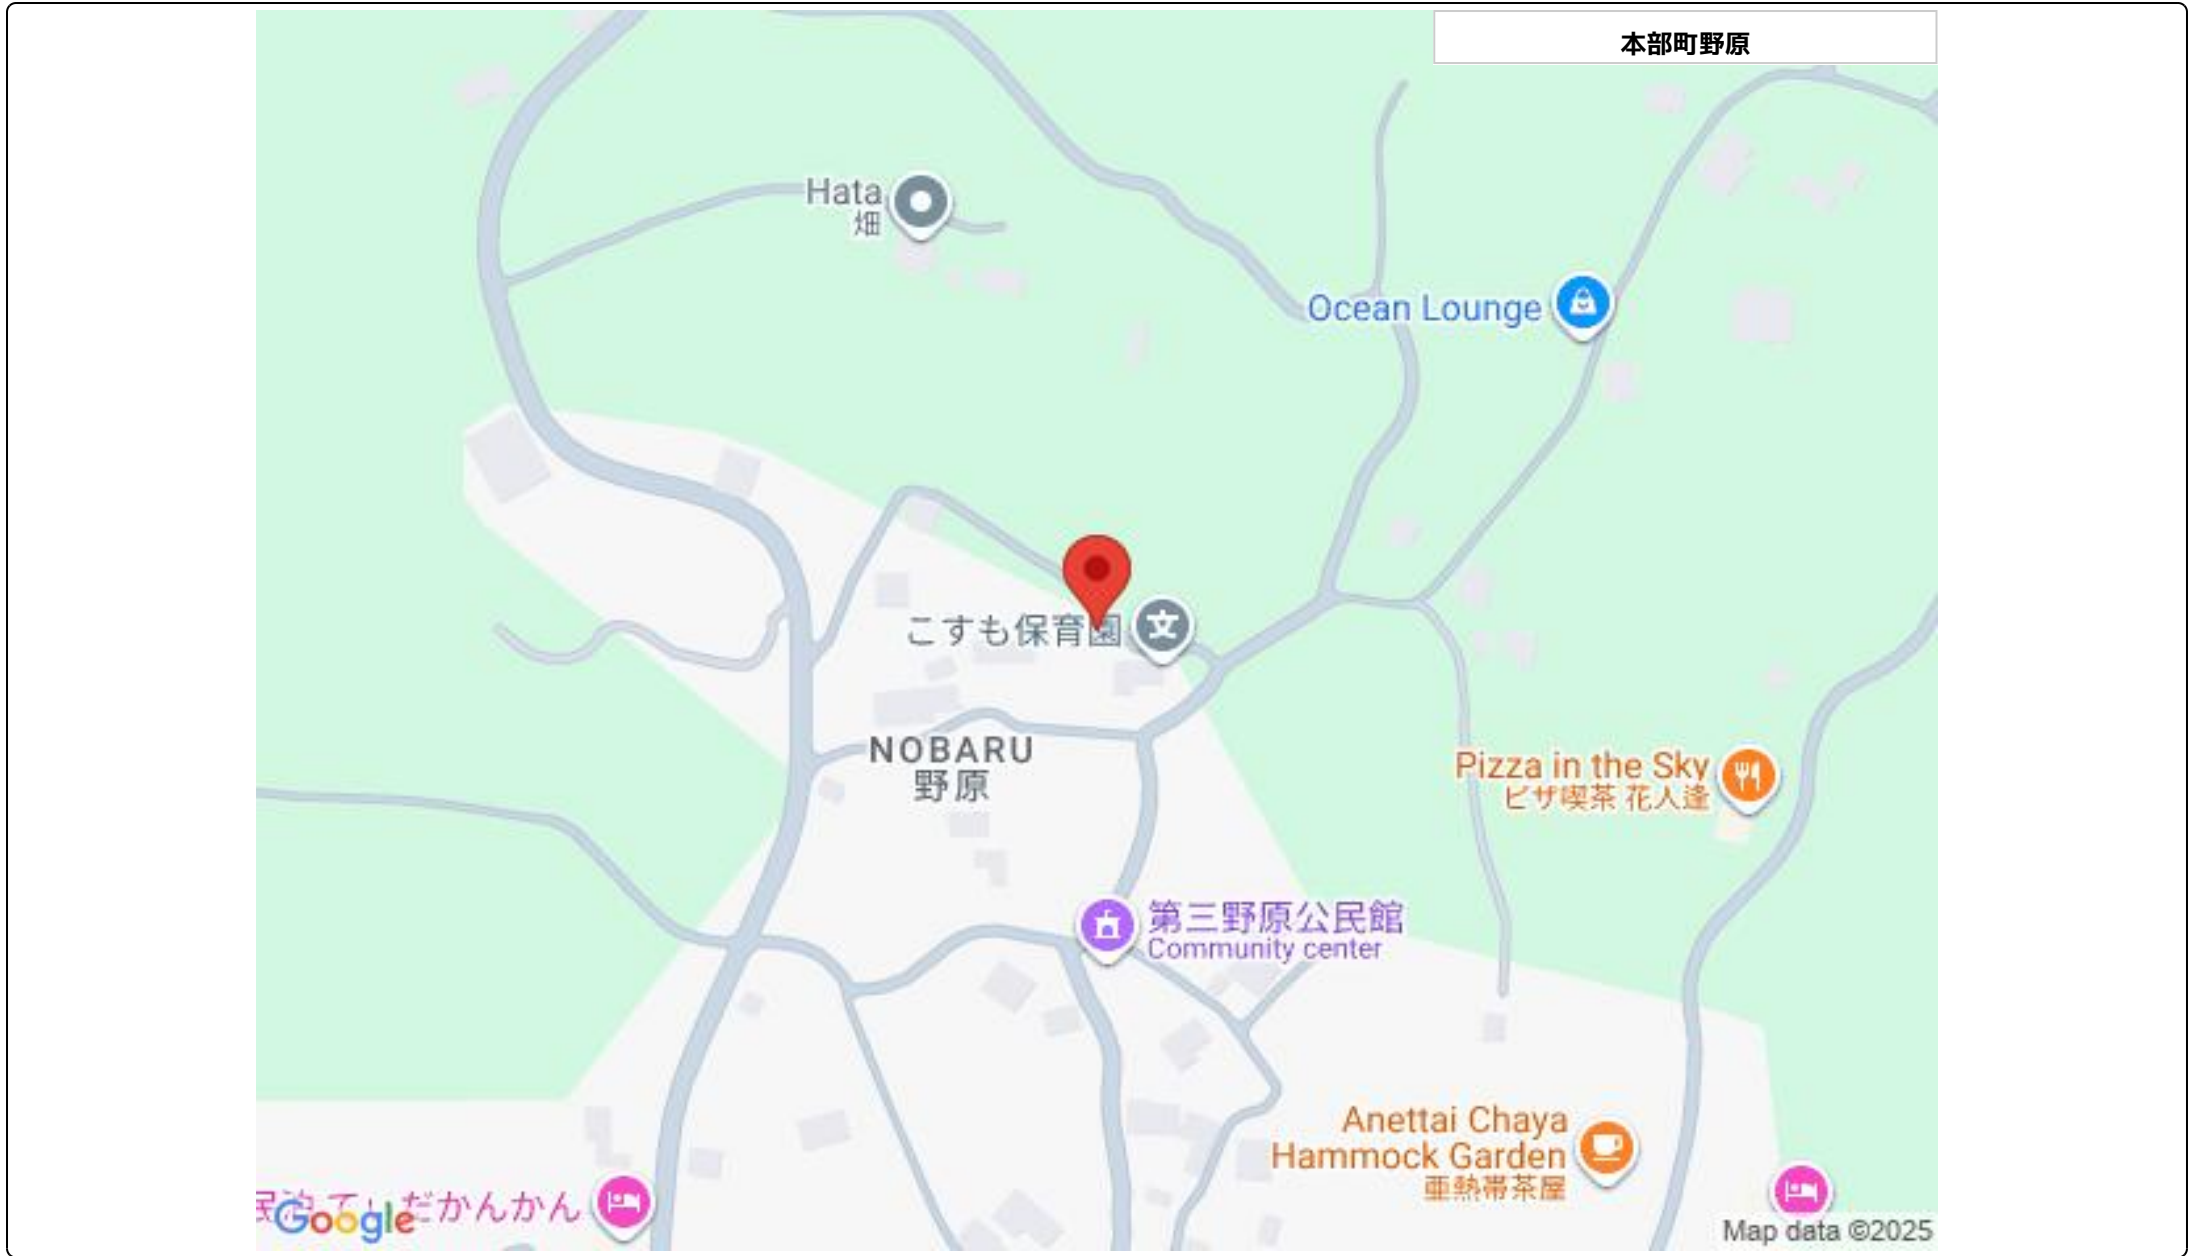 本部町野原
Hata
畑
Ocean Lounge
こすも保育園
文
NOBARU
野原
Pizza in the Sky
ピザ喫茶 花人逢
第三野原公民館
Community center
Anettai Chaya
Hammock Garden
亜熱帯茶屋
だかんかん
Google
Map data ©2025